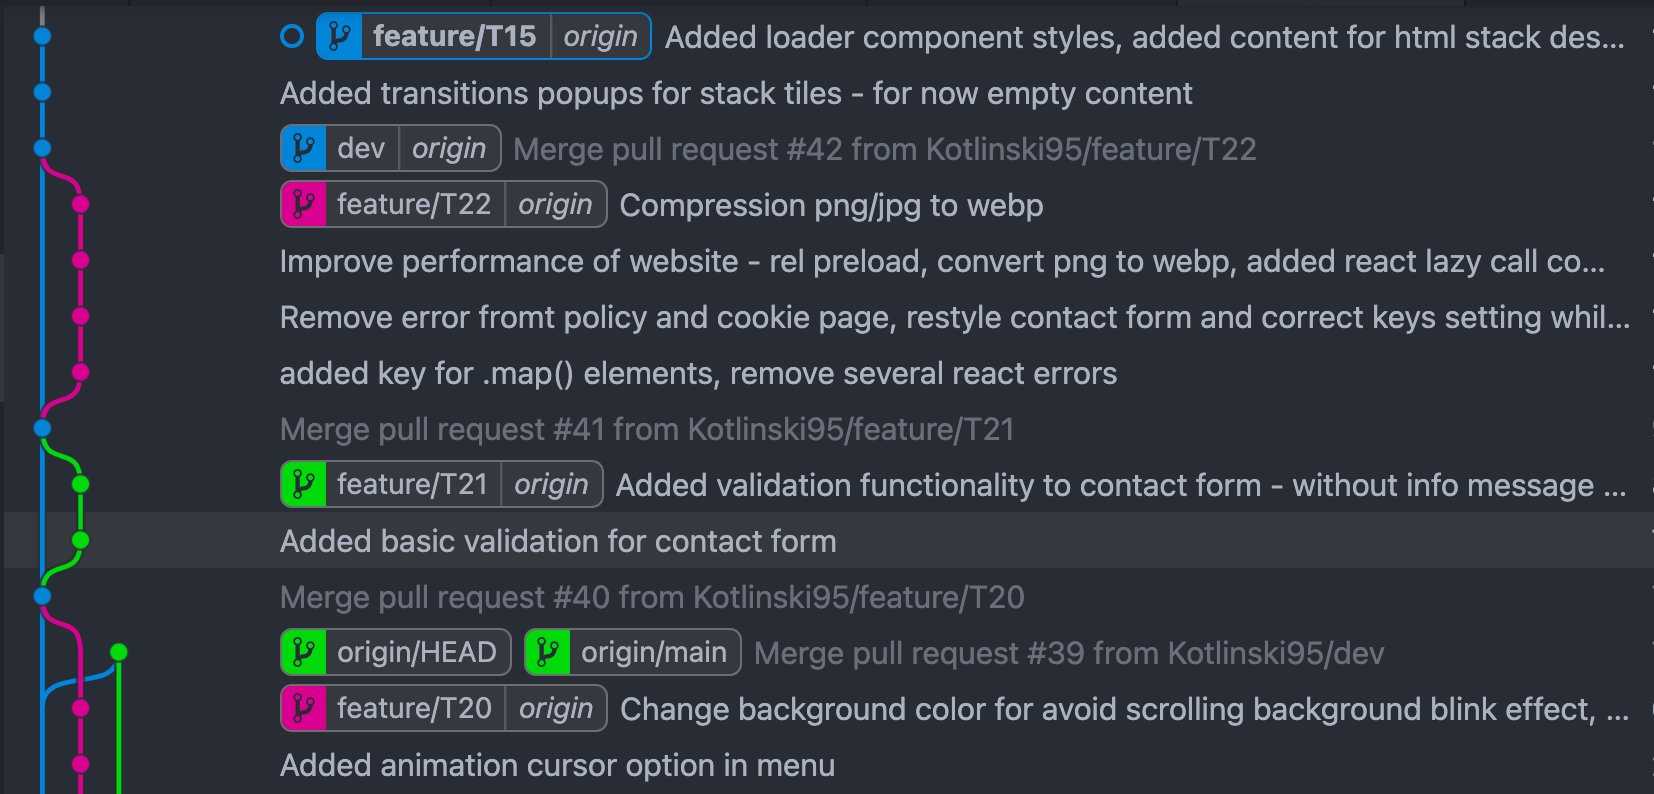 feature/T15 origin Added loader component styles, added content for html stack des...
Added transitions popups for stack tiles - for now empty content
dev origin Merge pull request #42 from Kotlinski95/feature/T22
feature/T22 origin Compression png/jpg to webp
Improve performance of website - rel preload, convert png to webp, added react lazy call co...
Remove error fromt policy and cookie page, restyle contact form and correct keys setting whil...
added key for .map() elements, remove several react errors
Merge pull request #41 from Kotlinski95/feature/T21
feature/T21 origin Added validation functionality to contact form - without info message ...
Added basic validation for contact form
Merge pull request #40 from Kotlinski95/feature/T20
origin/HEAD origin/main Merge pull request #39 from Kotlinski95/dev
feature/T20 origin Change background color for avoid scrolling background blink effect, ...
Added animation cursor option in menu